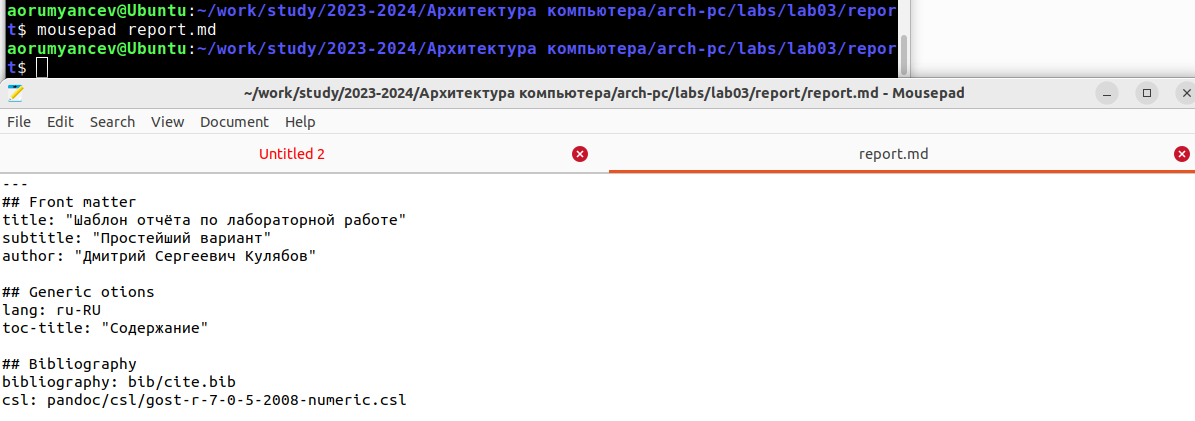 aorumyancev@Ubuntu:~/work/study/2023-2024/Архитектура компьютера/arch-pc/labs/lab03/repor
t$ mousepad report.md
aorumyancev@Ubuntu:~/work/study/2023-2024/Архитектура компьютера/arch-pc/labs/lab03/repor
t$
~/work/study/2023-2024/Архитектура компьютера/arch-pc/labs/lab03/report/report.md - Mousepad
File Edit Search View Document Help
Untitled 2 report.md
---
## Front matter
title: "Шаблон отчёта по лабораторной работе"
subtitle: "Простейший вариант"
author: "Дмитрий Сергеевич Кулябов"
## Generic otions
lang: ru-RU
toc-title: "Содержание"
## Bibliography
bibliography: bib/cite.bib
csl: pandoc/csl/gost-r-7-0-5-2008-numeric.csl